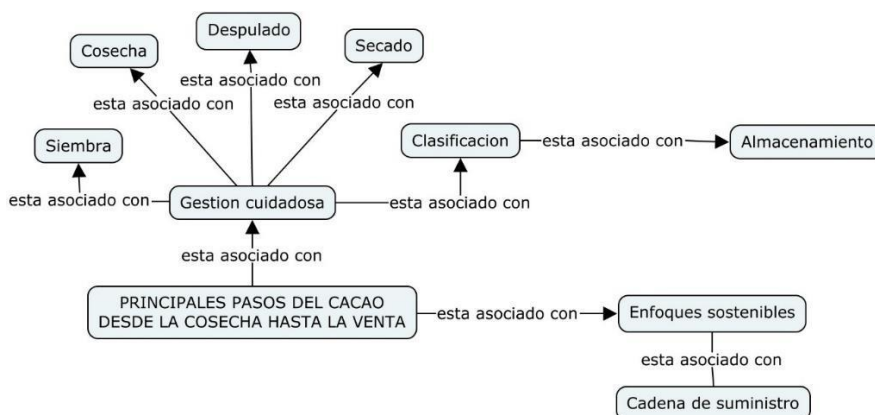 Despulado
Cosecha
Secado
esta asociado con
esta asociado con
esta asociado con
Siembra
Clasificacion
esta asociado con
Almacenamiento
esta asociado con
Gestion cuidadosa
esta asociado con
esta asociado con
PRINCIPALES PASOS DEL CACAO
DESDE LA COSECHA HASTA LA VENTA
esta asociado con
Enfoques sostenibles
esta asociado con
Cadena de suministro